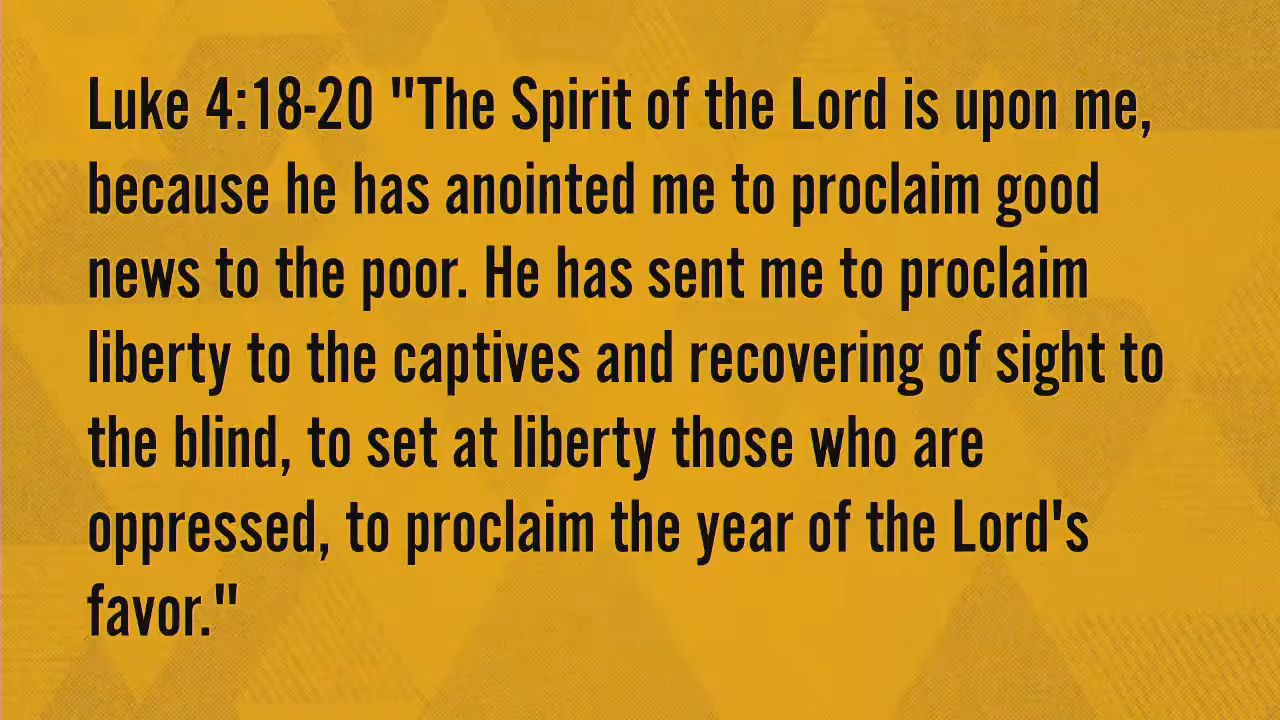 Luke 4:18-20 "The Spirit of the Lord is upon me,
because he has anointed me to proclaim good
news to the poor. He has sent me to proclaim
liberty to the captives and recovering of sight to
the blind, to set at liberty those who are
oppressed, to proclaim the year of the Lord's
favor."